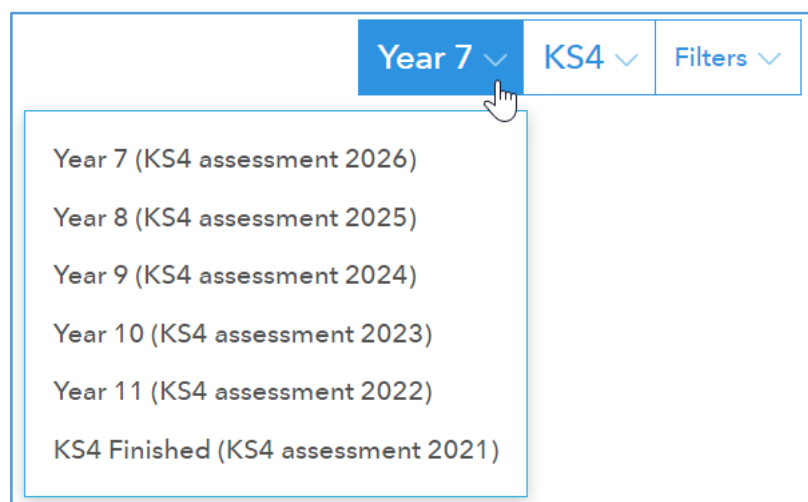 Year 7 KS4 Filters
Year 7 (KS4 assessment 2026)
Year 8 (KS4 assessment 2025)
Year 9 (KS4 assessment 2024)
Year 10 (KS4 assessment 2023)
Year 11 (KS4 assessment 2022)
KS4 Finished (KS4 assessment 2021)